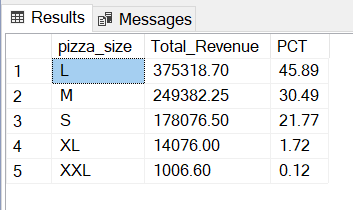 Results Messages
pizza_size Total_Revenue PCT
1 L 375318.70 45.89
2 M 249382.25 30.49
3 S 178076.50 21.77
4 XL 14076.00 1.72
5 XXL 1006.60 0.12